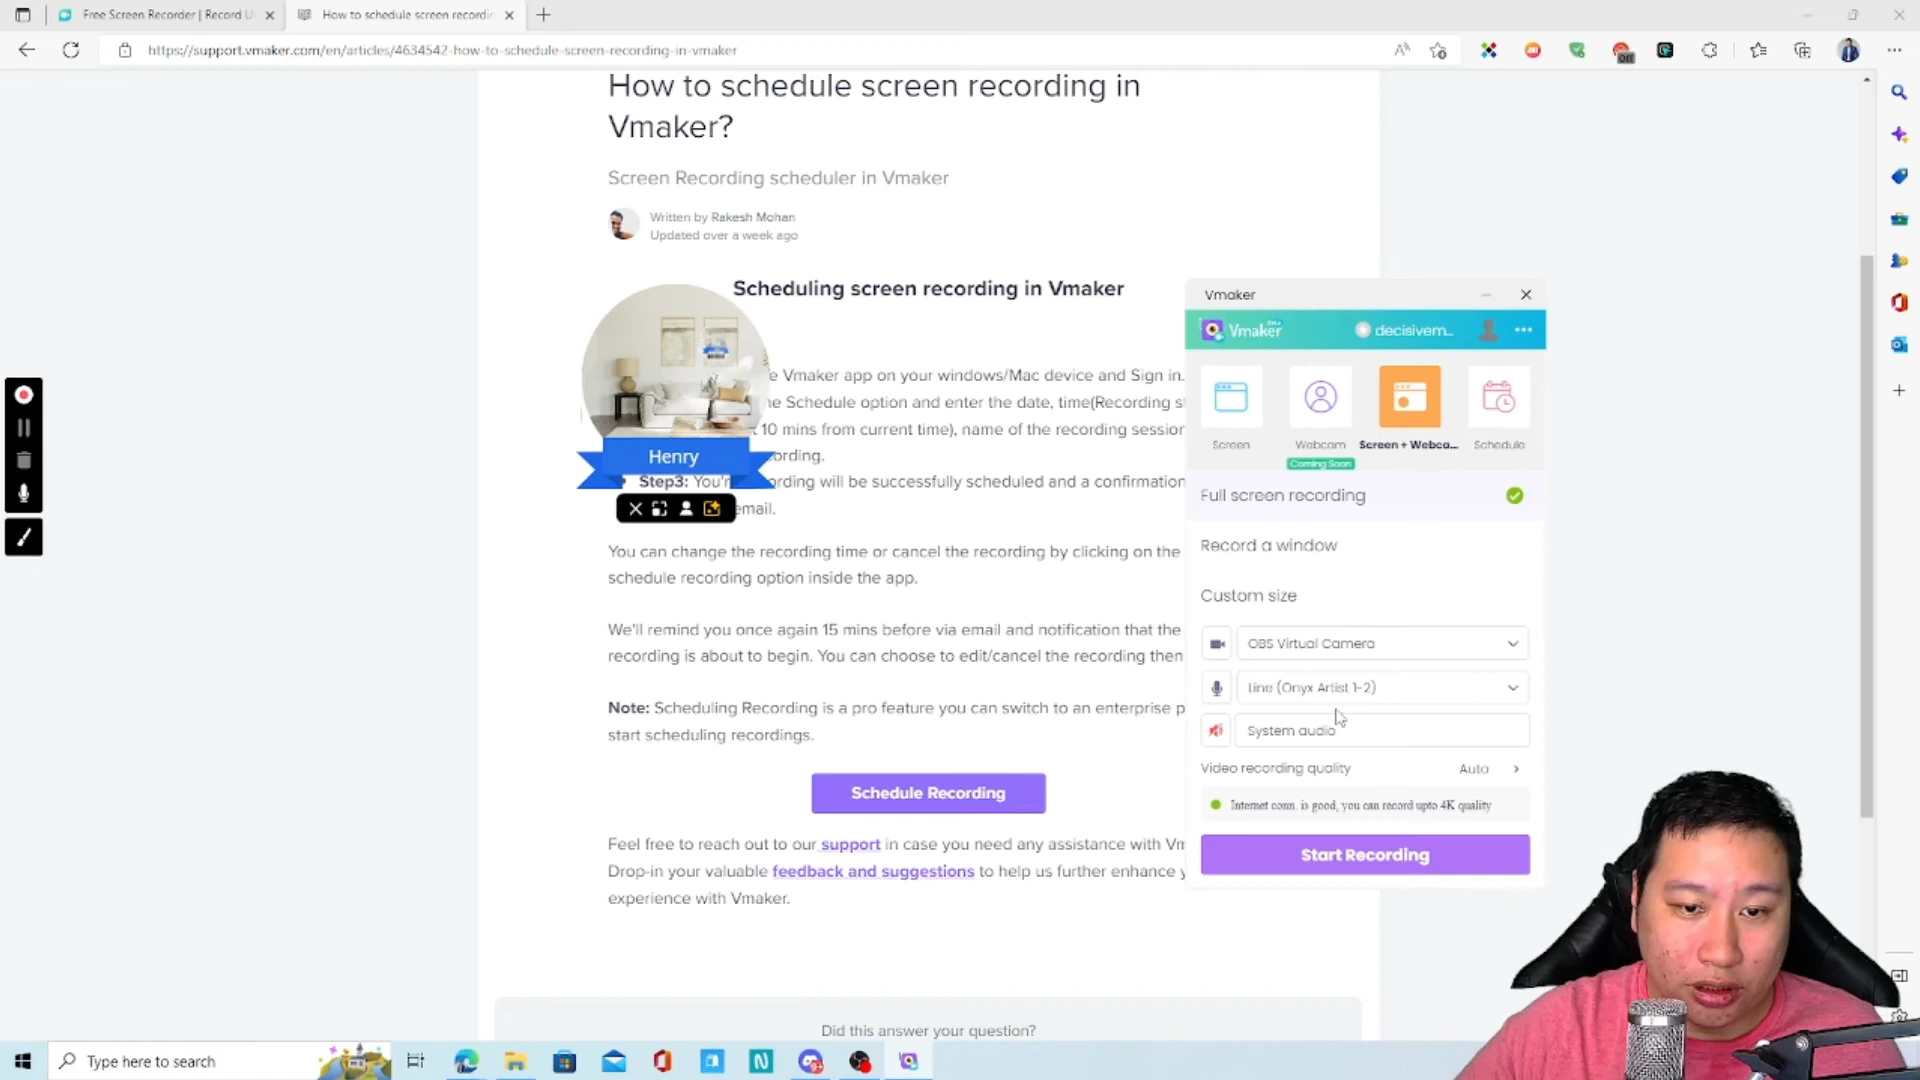 Free Screen Recorder | Record U
How to schedule screen recordin
https://support.vmaker.com/en/articles/4634542-how-to-schedule-screen-recording-in-vmaker
How to schedule screen recording in
Vmaker?
Screen Recording scheduler in Vmaker
Written by Rakesh Mohan
Updated over a week ago
Scheduling screen recording in Vmaker
e Vmaker app on your windows/Mac device and Sign in.
ne Schedule option and enter the date, time(Recording s
10 mins from current time), name of the recording session
ording.
Step3: You'r ording will be successfully scheduled and a confirmation
email.
Henry
You can change the recording time or cancel the recording by clicking on the
schedule recording option inside the app.
We'll remind you once again 15 mins before via email and notification that the
recording is about to begin. You can choose to edit/cancel the recording then
Note: Scheduling Recording is a pro feature you can switch to an enterprise p
start scheduling recordings.
Schedule Recording
Feel free to reach out to our support in case you need any assistance with Vm
Drop-in your valuable feedback and suggestions to help us further enhance y
experience with Vmaker.
Did this answer your question?
Vmaker
Vmaker Beta
decisivem...
Screen
Webcam
Screen + Webca...
Schedule
Coming Soon
Full screen recording
Record a window
Custom size
OBS Virtual Camera
Line (Onyx Artist 1-2)
System audio
Video recording quality Auto
Internet conn. is good, you can record upto 4K quality
Start Recording
Type here to search